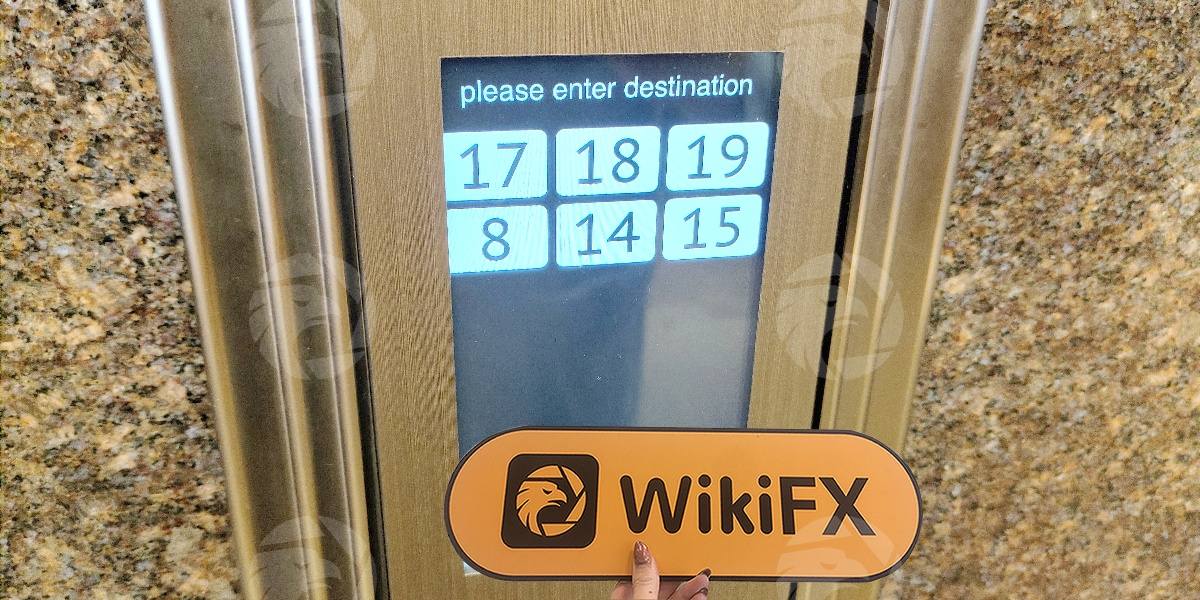 please enter destination
17 18 19
8 14 15
WikiFX